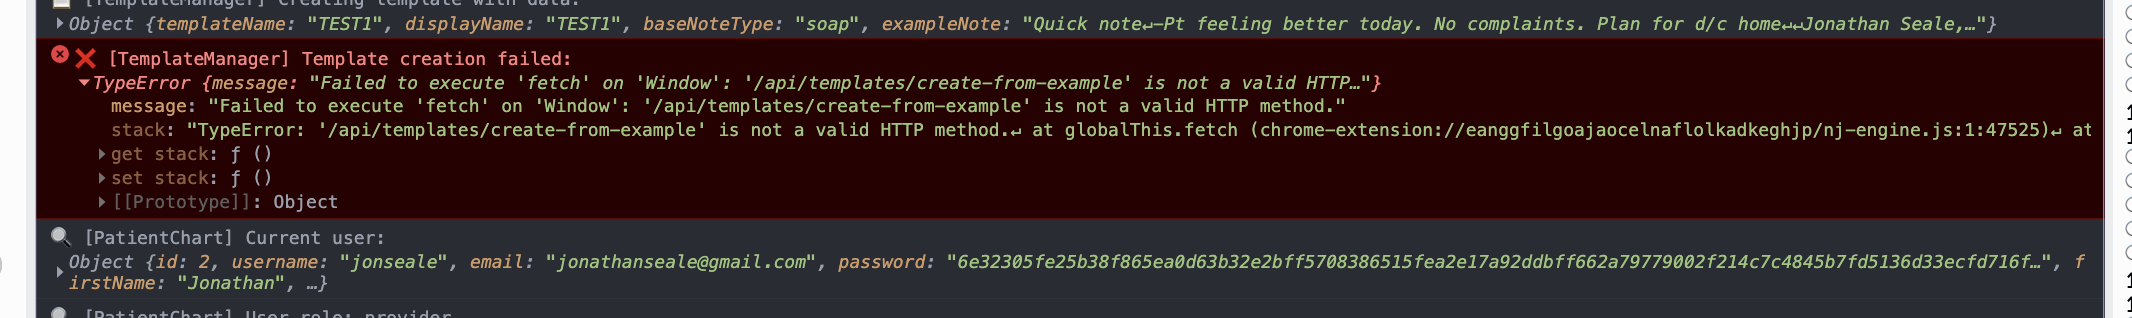 [TemplateManager] Creating template with data:
Object {templateName: "TEST1", displayName: "TEST1", baseNoteType: "soap", exampleNote: "Quick note↵-Pt feeling better today. No complaints. Plan for d/c home↵↵Jonathan Seale,…"}
❌ [TemplateManager] Template creation failed:
TypeError {message: "Failed to execute 'fetch' on 'Window': '/api/templates/create-from-example' is not a valid HTTP…"}
message: "Failed to execute 'fetch' on 'Window': '/api/templates/create-from-example' is not a valid HTTP method."
stack: "TypeError: '/api/templates/create-from-example' is not a valid HTTP method.↵ at globalThis.fetch (chrome-extension://eanggfilgoajaocelnaflolkadkeghjp/nj-engine.js:1:47525)↵ at
get stack: ƒ ()
set stack: ƒ ()
[[Prototype]]: Object
🔍 [PatientChart] Current user:
Object {id: 2, username: "jonseale", email: "jonathanseale@gmail.com", password: "6e32305fe25b38f865ea0d63b32e2bff5708386515fea2e17a92ddbff662a79779002f214c7c4845b7fd5136d33ecfd716f…", f
irstName: "Jonathan", …}
[PatientChart] User role: provider